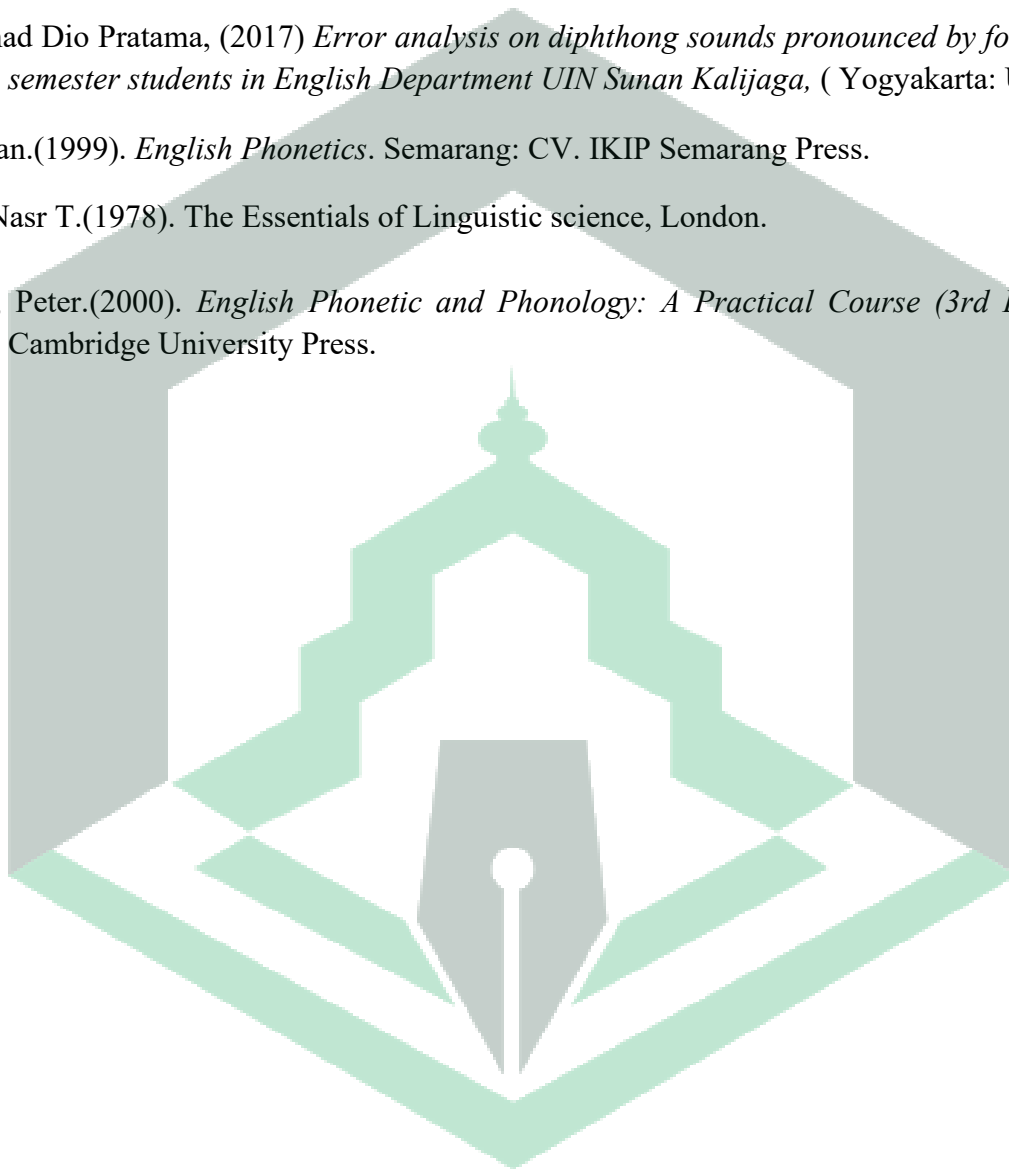 ad Dio Pratama, (2017) Error analysis on diphthong sounds pronounced by fo
semester students in English Department UIN Sunan Kalijaga, ( Yogyakarta: U
an.(1999). English Phonetics. Semarang: CV. IKIP Semarang Press.
Nasr T.(1978). The Essentials of Linguistic science, London.
Peter.(2000). English Phonetic and Phonology: A Practical Course (3rd
Cambridge University Press.